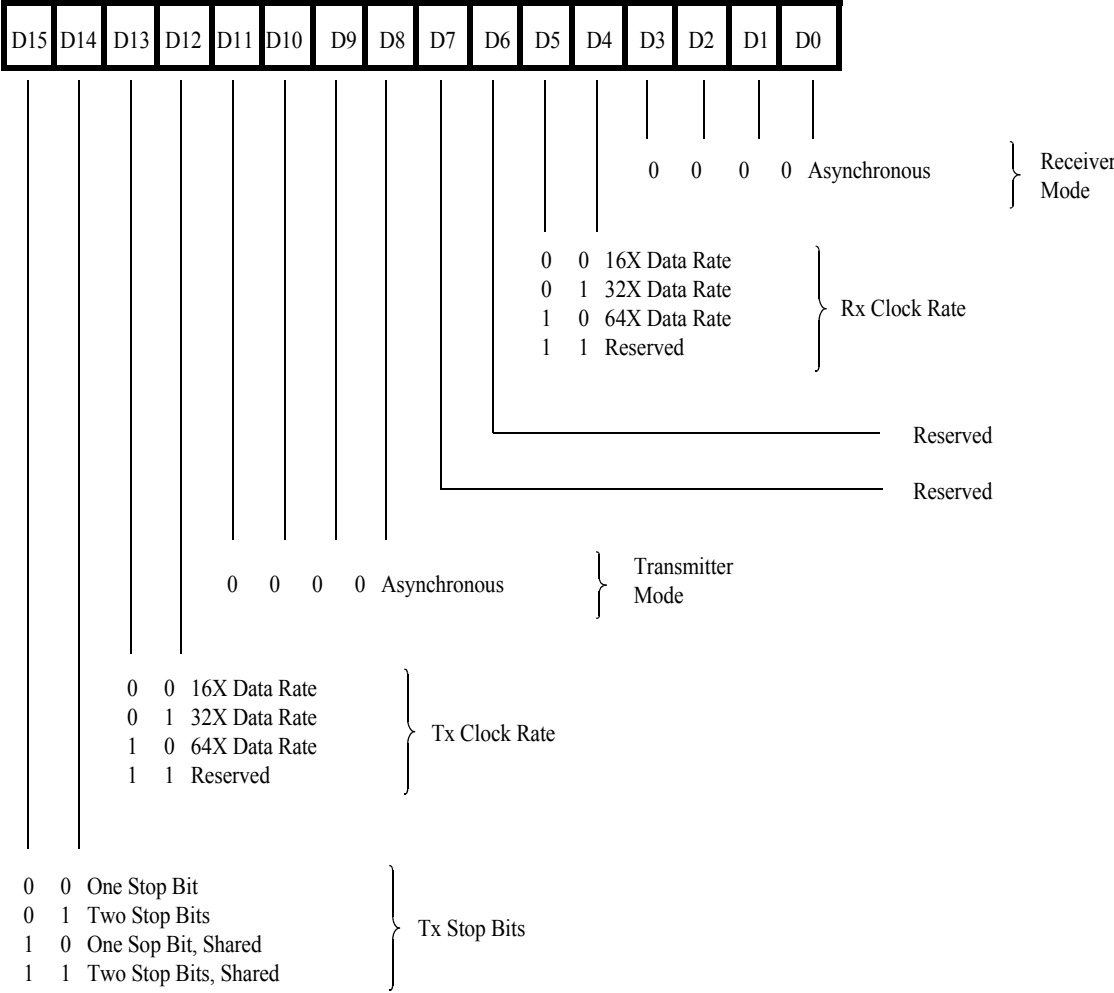 D15 D14 D13 D12 D11 D10 D9 D8 D7 D6 D5 D4 D3 D2 D1 D0
0 0 0 0 Asynchronous
Receiver
Mode
0 0 16X Data Rate
0 1 32X Data Rate
1 0 64X Data Rate
1 1 Reserved
Rx Clock Rate
Reserved
Reserved
0 0 0 0 Asynchronous
Transmitter
Mode
0 0 16X Data Rate
0 1 32X Data Rate
1 0 64X Data Rate
1 1 Reserved
Tx Clock Rate
0 0 One Stop Bit
0 1 Two Stop Bits
1 0 One Sop Bit, Shared
1 1 Two Stop Bits, Shared
Tx Stop Bits